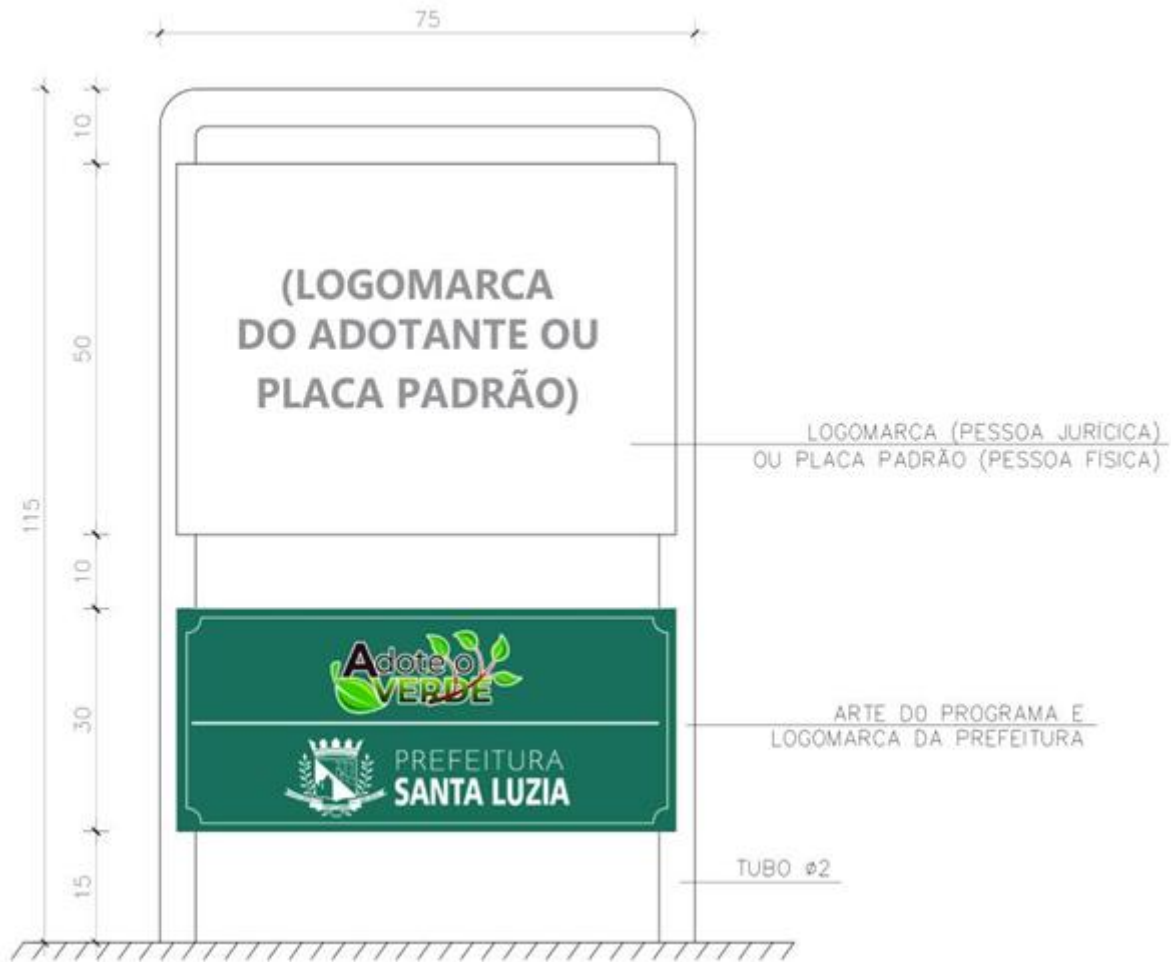 75
10
(LOGOMARCA
DO ADOTANTE OU
PLACA PADRÃO)
50
LOGOMARCA (PESSOA JURÍCICA)
OU PLACA PADRÃO (PESSOA FÍSICA)
115
10
Adote o
VERDE
30
ARTE DO PROGRAMA E
LOGOMARCA DA PREFEITURA
PREFEITURA
SANTA LUZIA
TUBO ø2
15